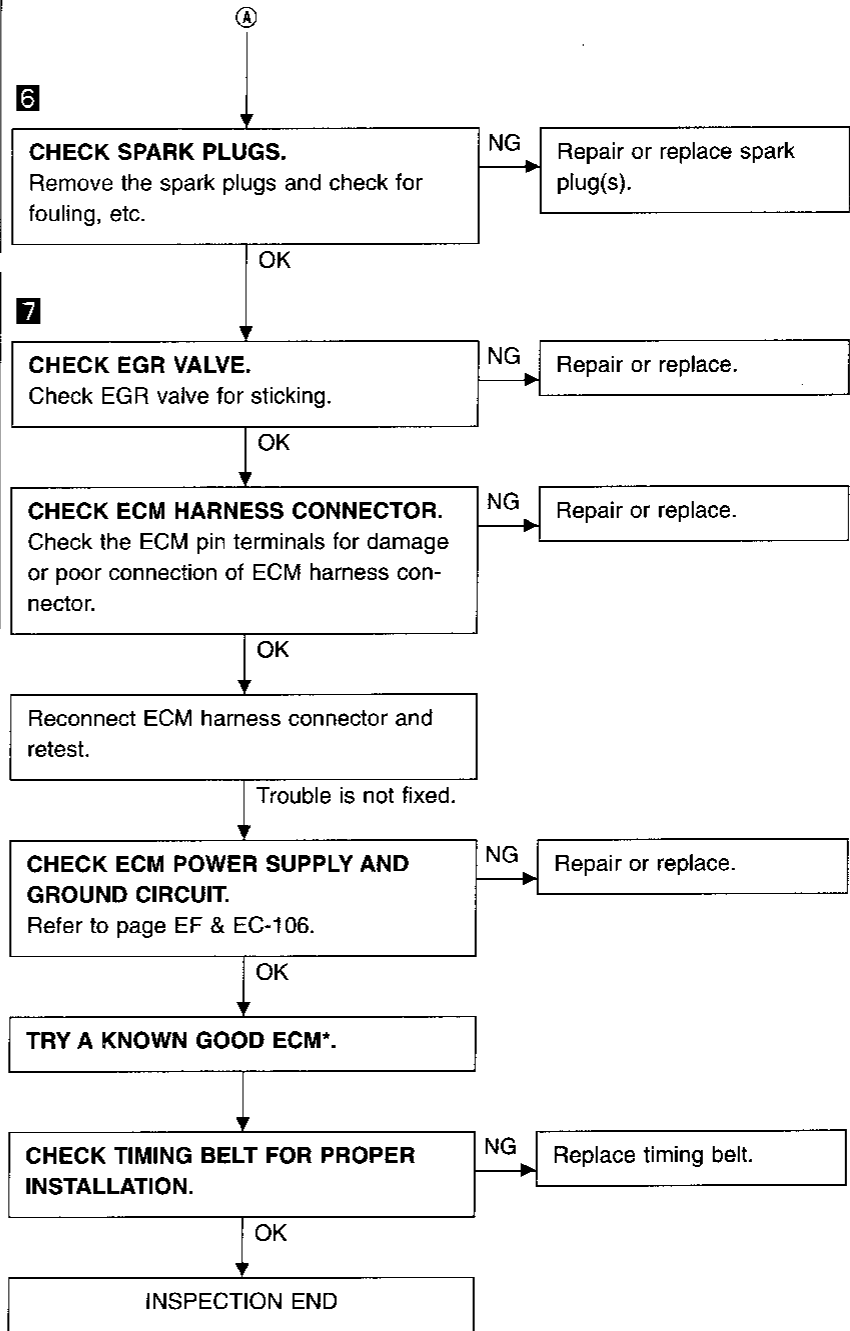 A
6
CHECK SPARK PLUGS.
Remove the spark plugs and check for
fouling, etc.
NG
Repair or replace spark
plug(s).
OK
7
CHECK EGR VALVE.
Check EGR valve for sticking.
NG
Repair or replace.
OK
CHECK ECM HARNESS CONNECTOR.
Check the ECM pin terminals for damage
or poor connection of ECM harness con-
nector.
NG
Repair or replace.
OK
Reconnect ECM harness connector and
retest.
Trouble is not fixed.
CHECK ECM POWER SUPPLY AND
GROUND CIRCUIT.
Refer to page EF & EC-106.
NG
Repair or replace.
OK
TRY A KNOWN GOOD ECM*.
CHECK TIMING BELT FOR PROPER
INSTALLATION.
NG
Replace timing belt.
OK
INSPECTION END